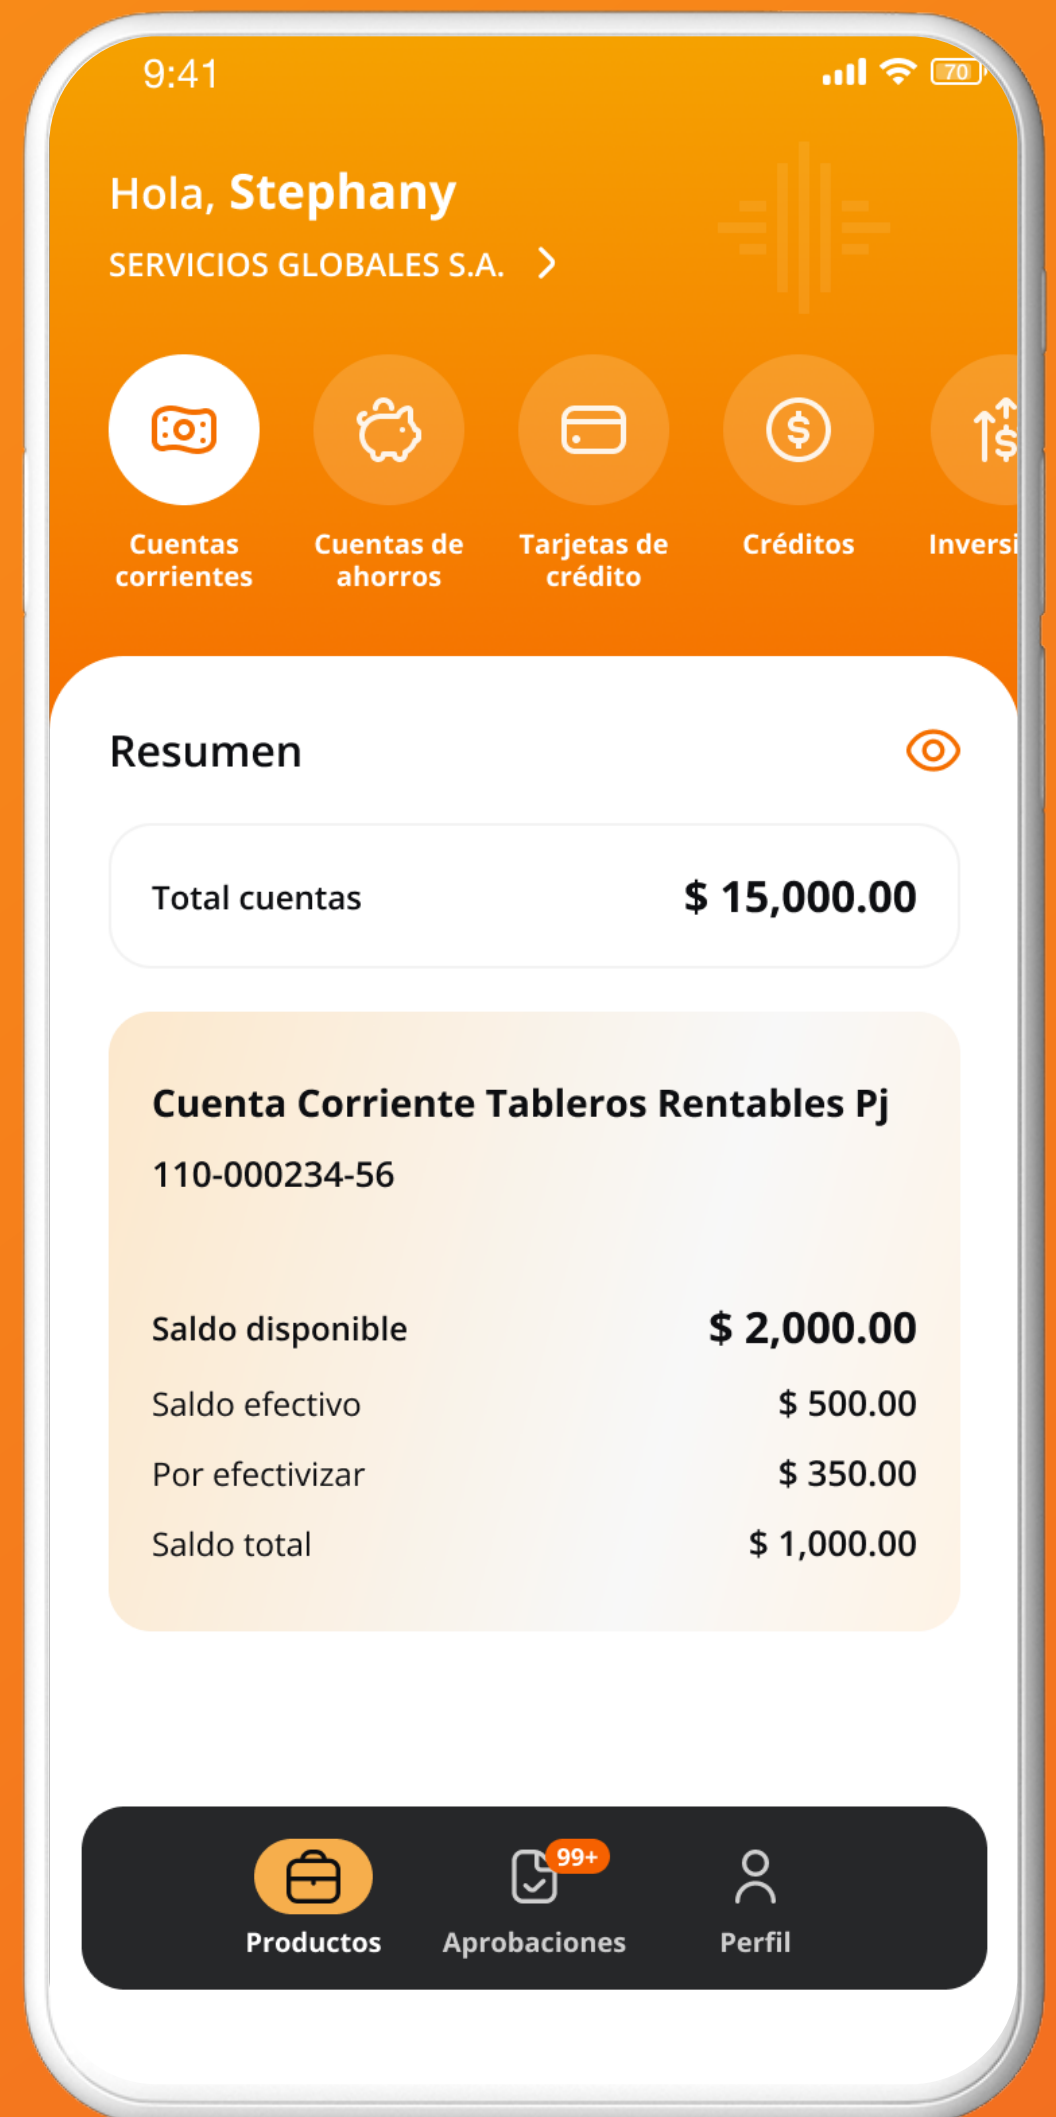 9:41
70
Hola, Stephany
SERVICIOS GLOBALES S.A.
Cuentas corrientes
Cuentas de ahorros
Tarjetas de crédito
Créditos
Inversi
Resumen
Total cuentas $ 15,000.00
Cuenta Corriente Tableros Rentables Pj
110-000234-56
Saldo disponible $ 2,000.00
Saldo efectivo $ 500.00
Por efectivizar $ 350.00
Saldo total $ 1,000.00
99+
Productos Aprobaciones Perfil